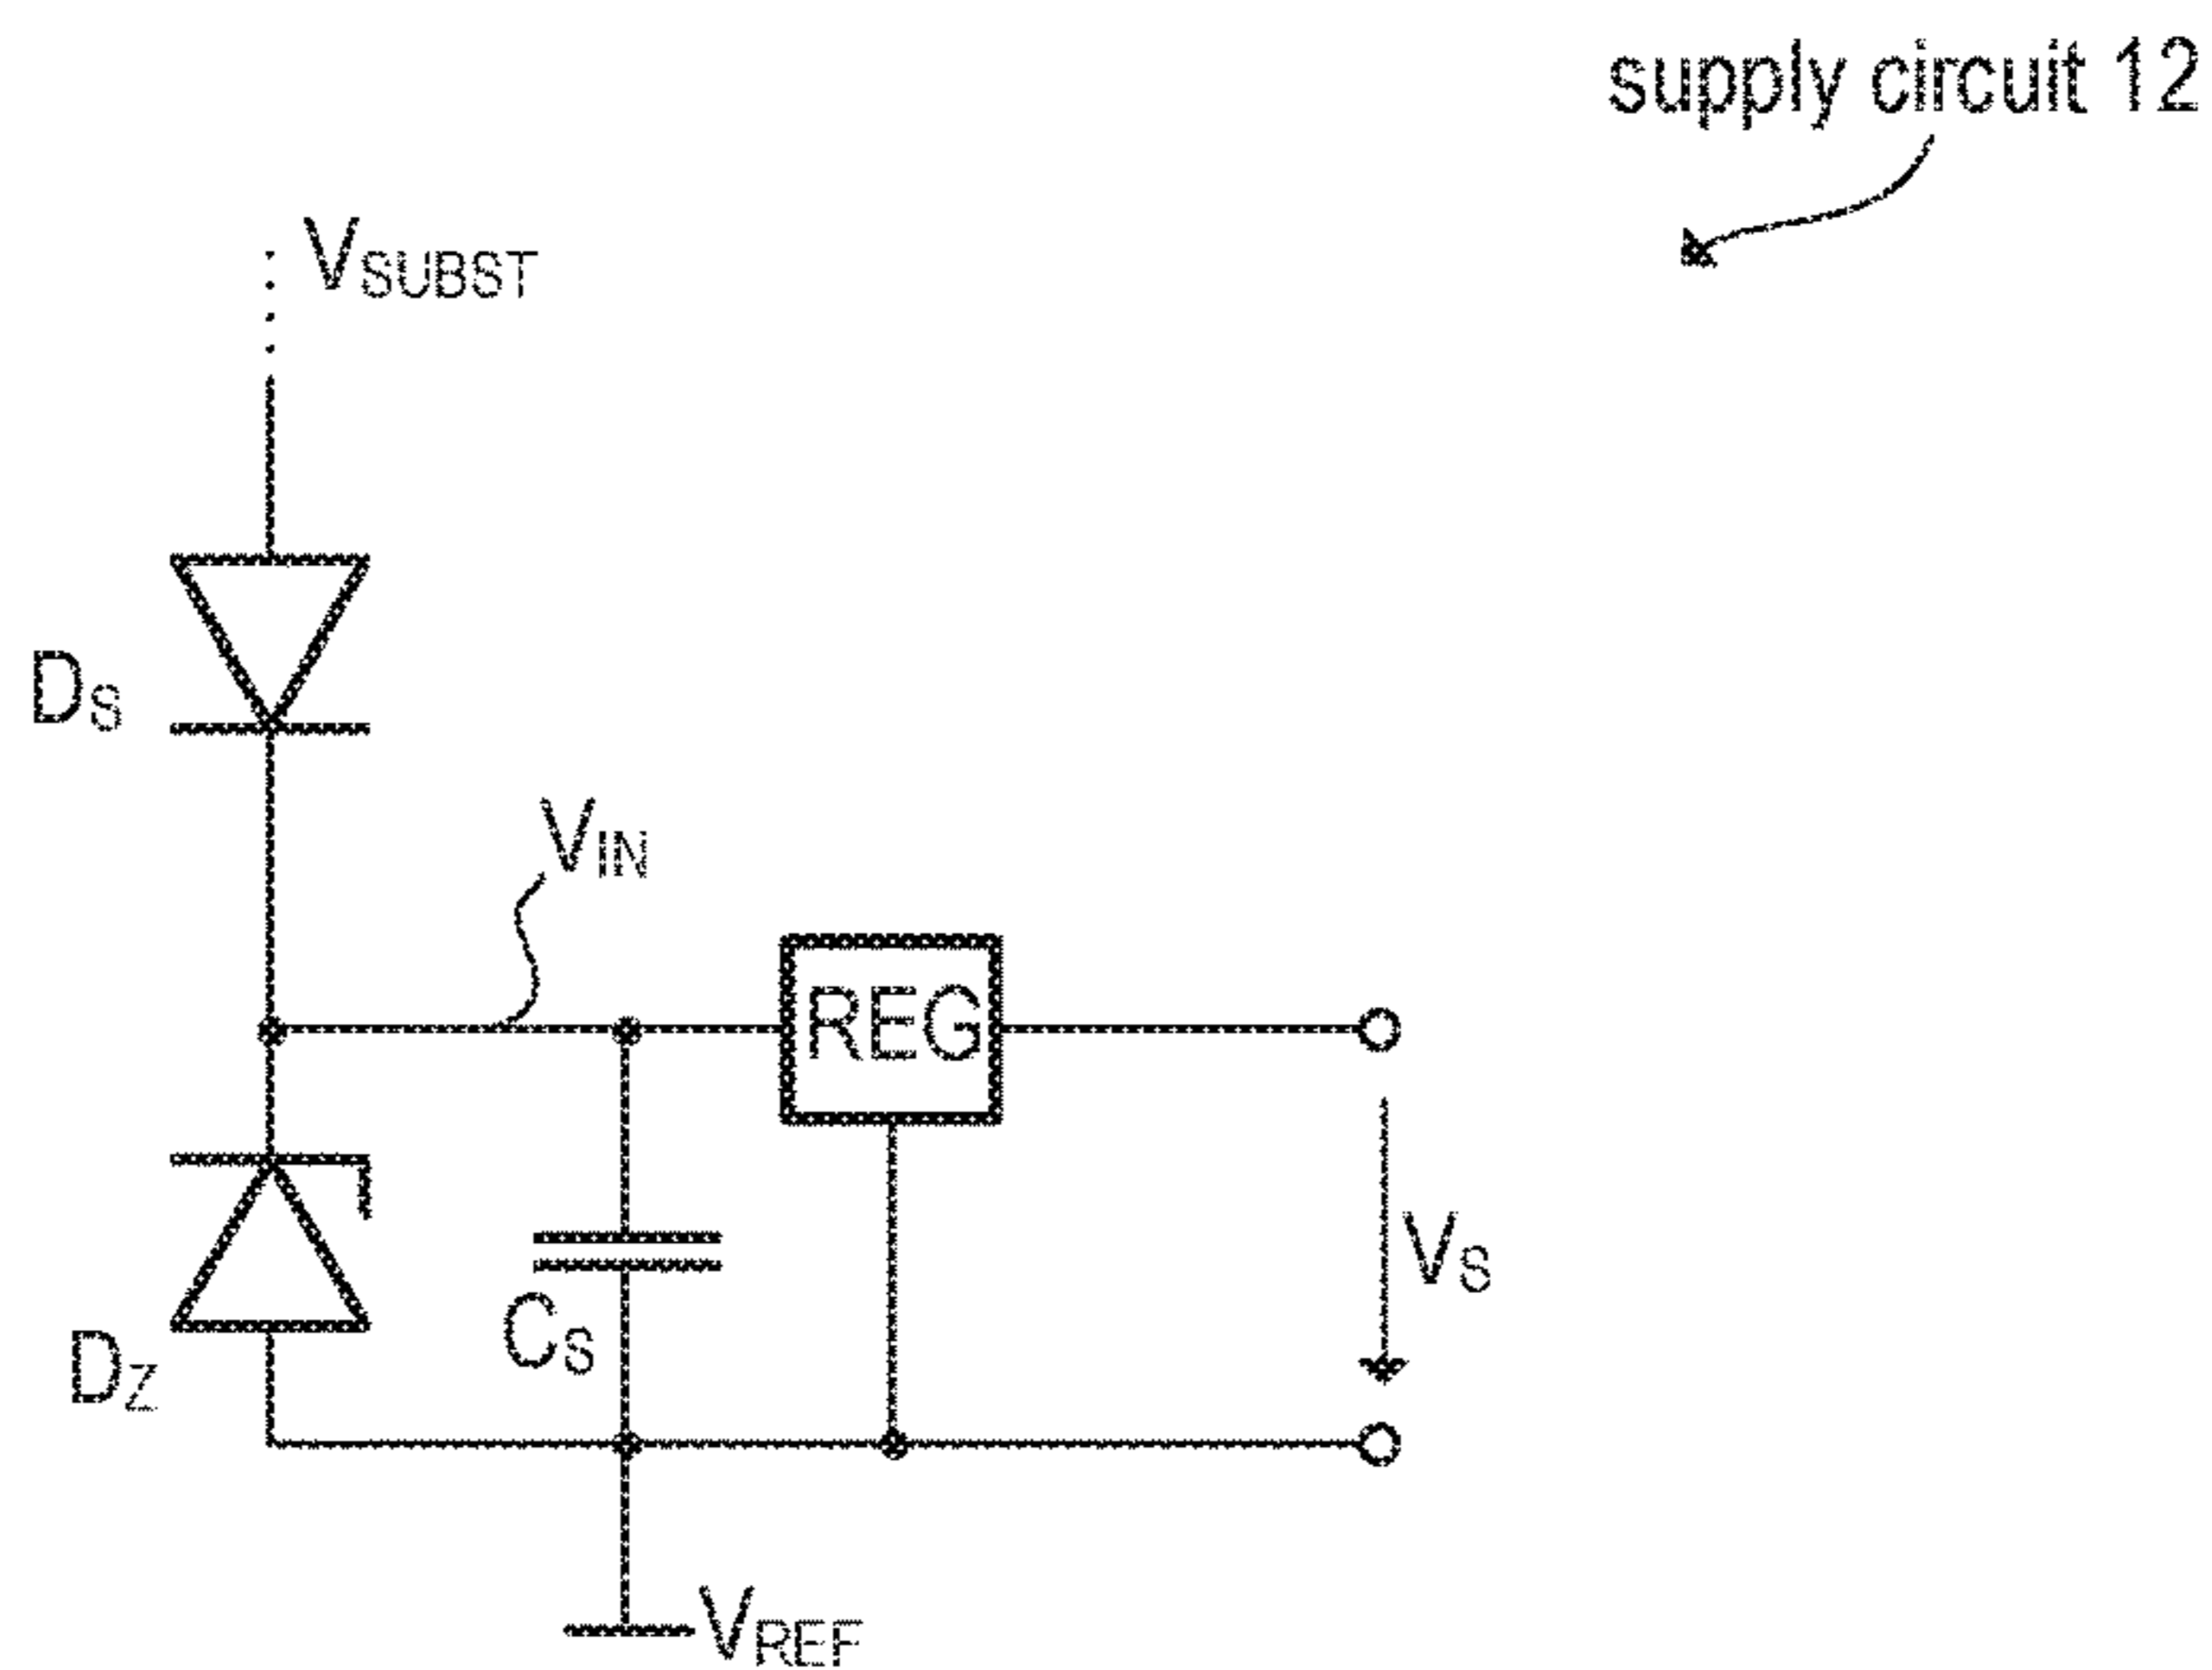 supply circuit 12
VSUBST
DS
VIN
REG
VS
CS
DZ
VREF